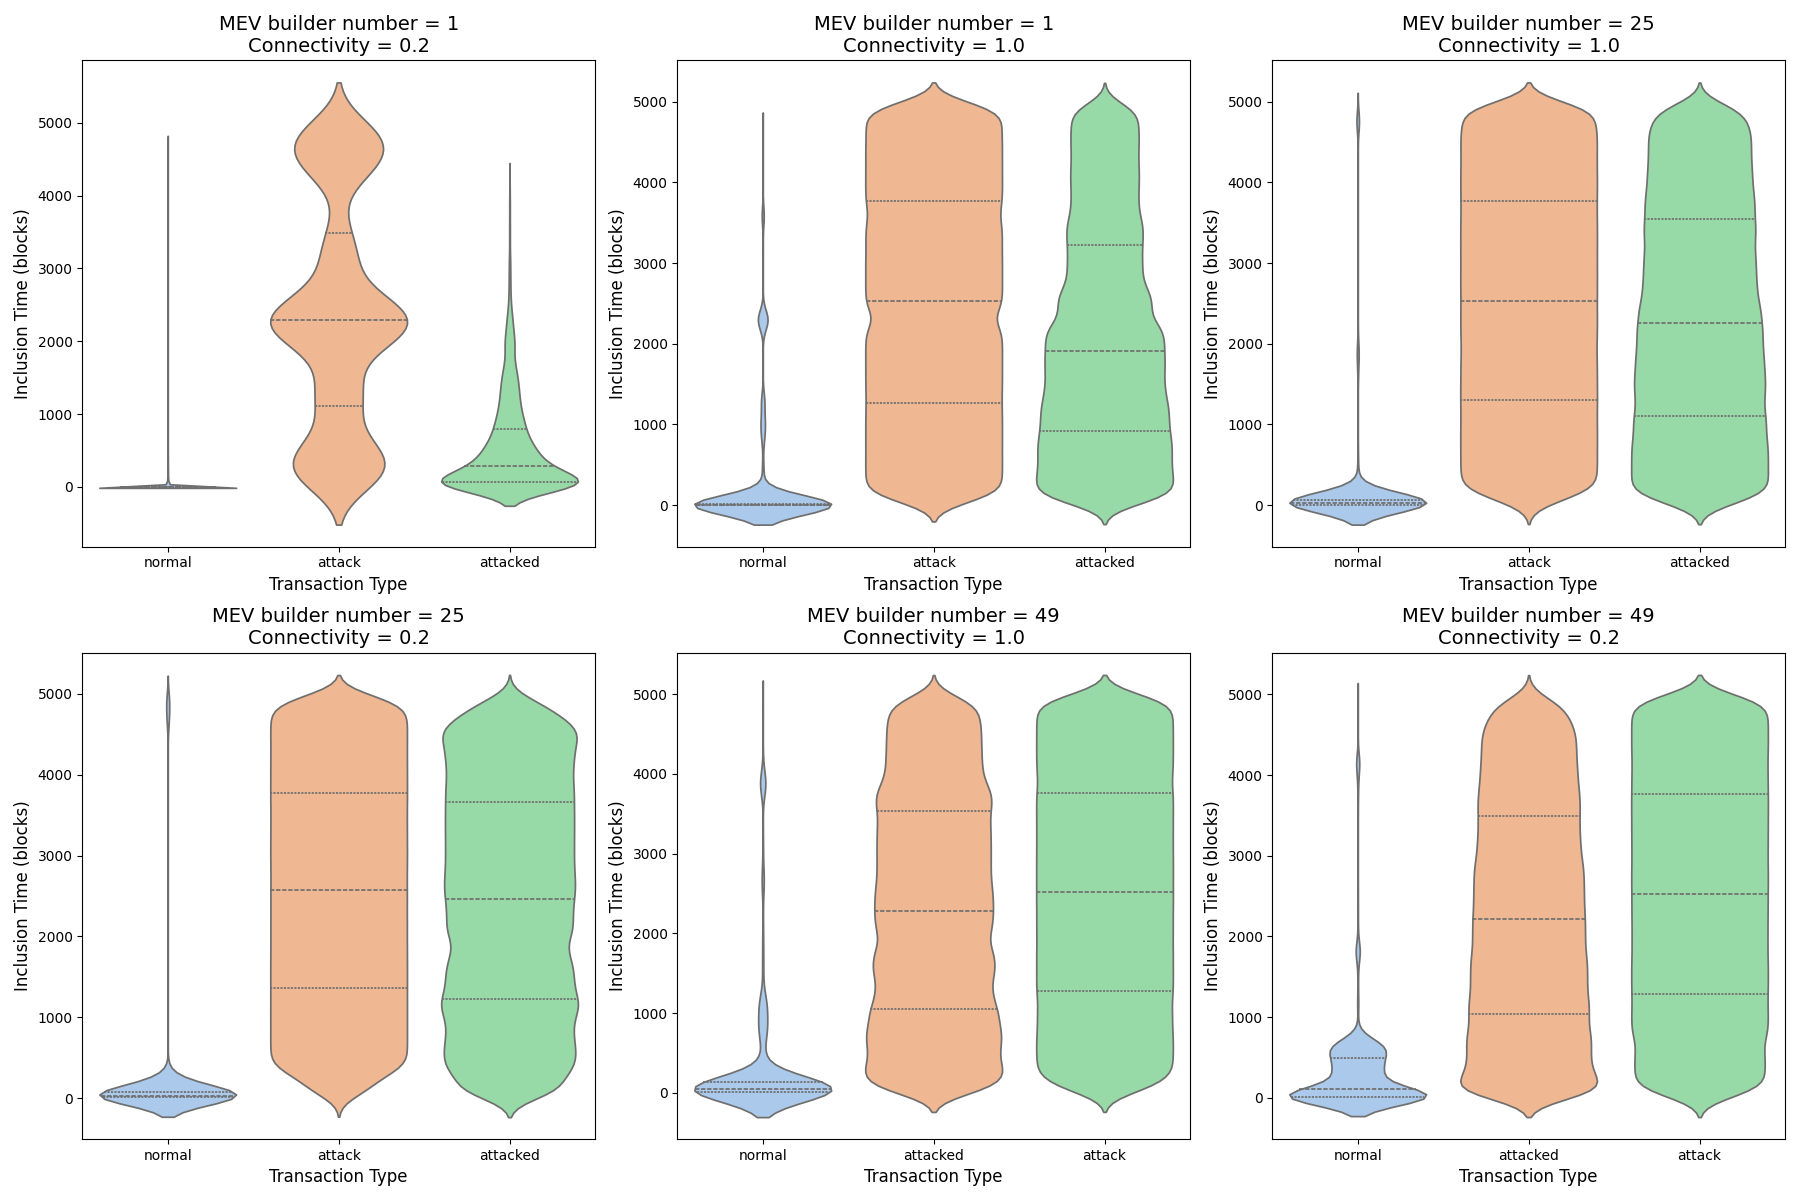 MEV builder number = 1
Connectivity = 0.2
Inclusion Time (blocks)
5000
4000
3000
2000
1000
0
normal
attack
attacked
Transaction Type
MEV builder number = 1
Connectivity = 1.0
Inclusion Time (blocks)
5000
4000
3000
2000
1000
0
normal
attack
attacked
Transaction Type
MEV builder number = 25
Connectivity = 1.0
Inclusion Time (blocks)
5000
4000
3000
2000
1000
0
normal
attack
attacked
Transaction Type
MEV builder number = 25
Connectivity = 0.2
Inclusion Time (blocks)
5000
4000
3000
2000
1000
0
normal
attack
attacked
Transaction Type
MEV builder number = 49
Connectivity = 1.0
Inclusion Time (blocks)
5000
4000
3000
2000
1000
0
normal
attacked
attack
Transaction Type
MEV builder number = 49
Connectivity = 0.2
Inclusion Time (blocks)
5000
4000
3000
2000
1000
0
normal
attacked
attack
Transaction Type